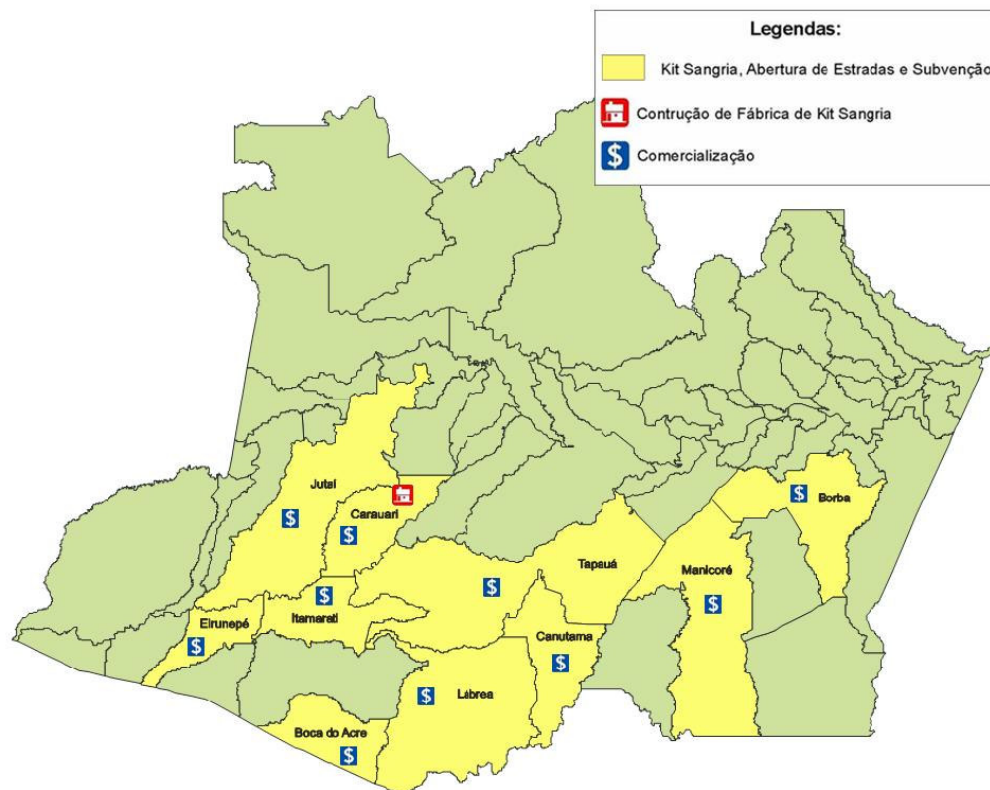 Legendas:
Kit Sangria, Abertura de Estradas e Subvenção
Contrução de Fábrica de Kit Sangria
$ Comercialização
Jutaí
$
Carauari
$
Borba
$
Tapauá
Manicoré
$
$
Itamarati
$
Eirunepé
$
Canutama
$
Lábrea
$
Boca do Acre
$